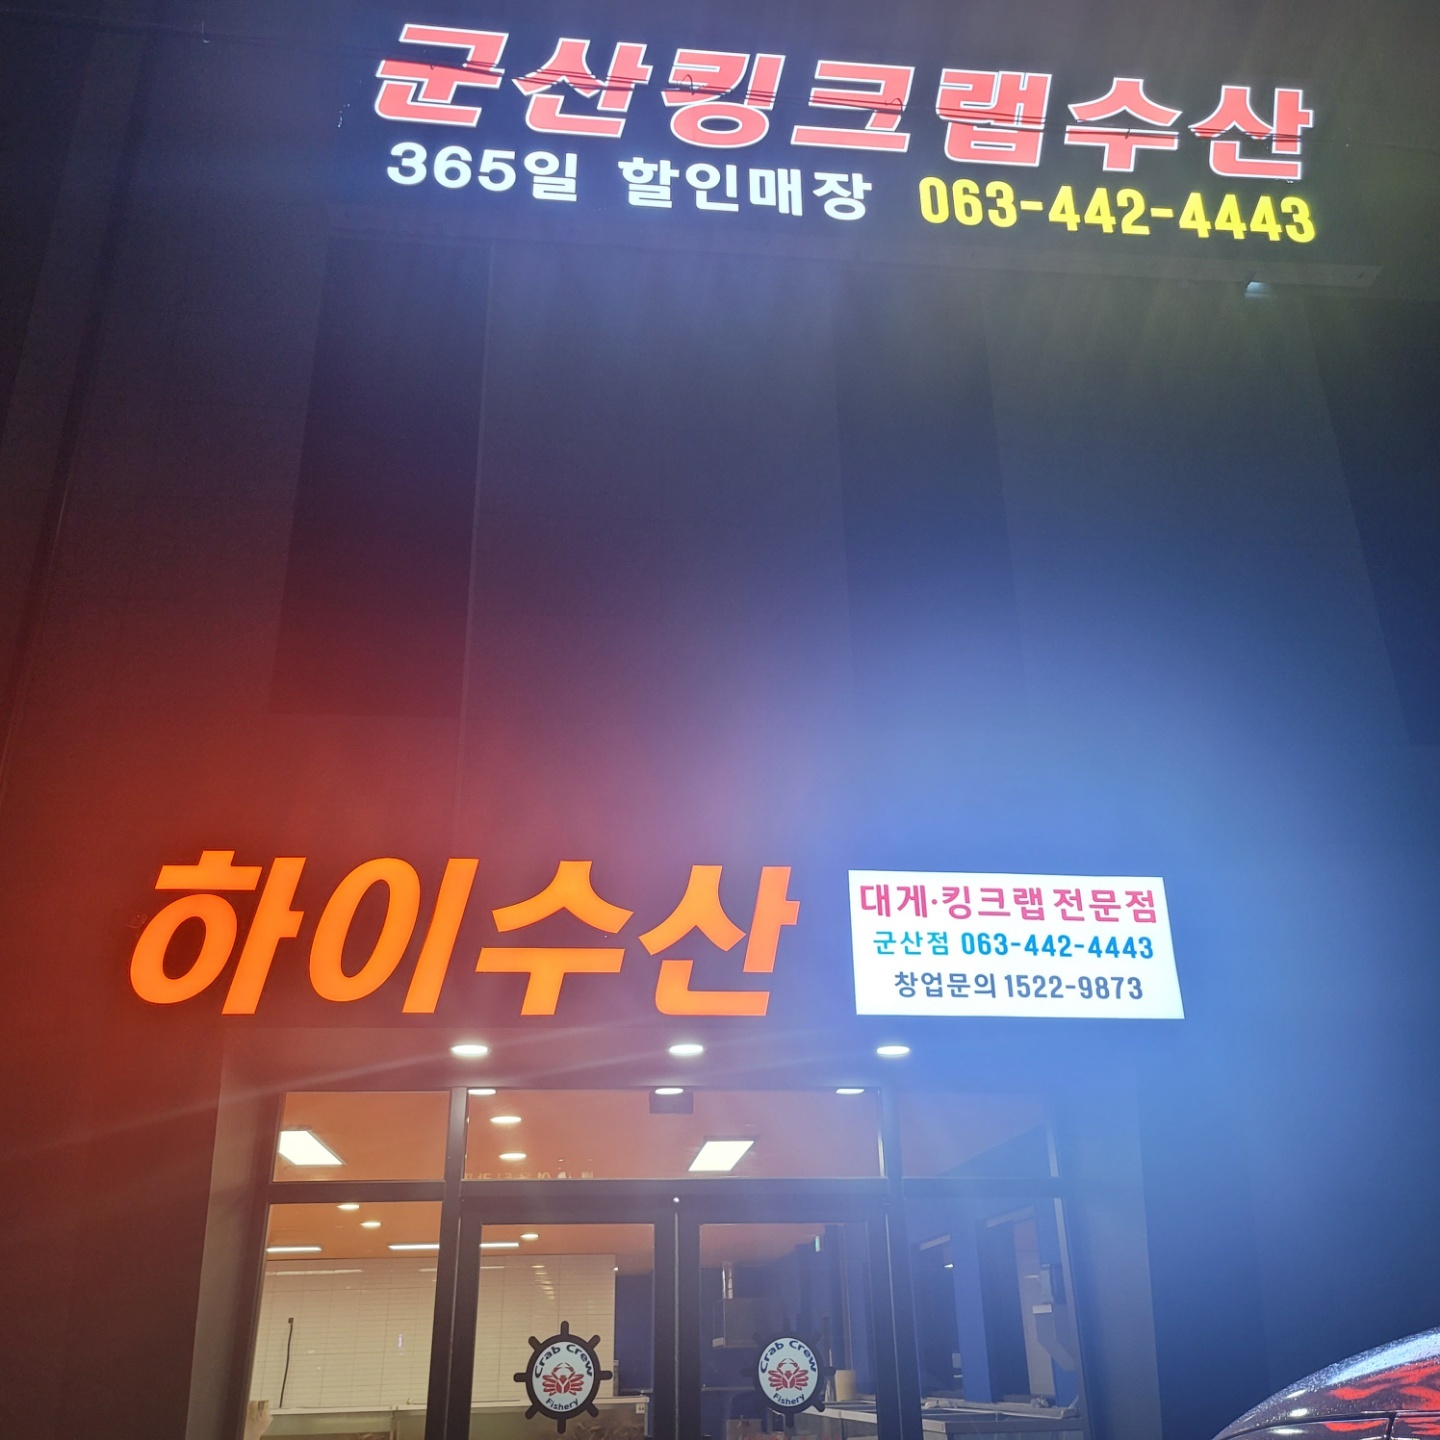 군산킹크랩수산
365일 할인매장 063-442-4443
하이수산
대게·킹크랩 전문점
군산점 063-442-4443
창업문의 1522-9873
Crab Crew
Fishery
Crab Crew
Fishery